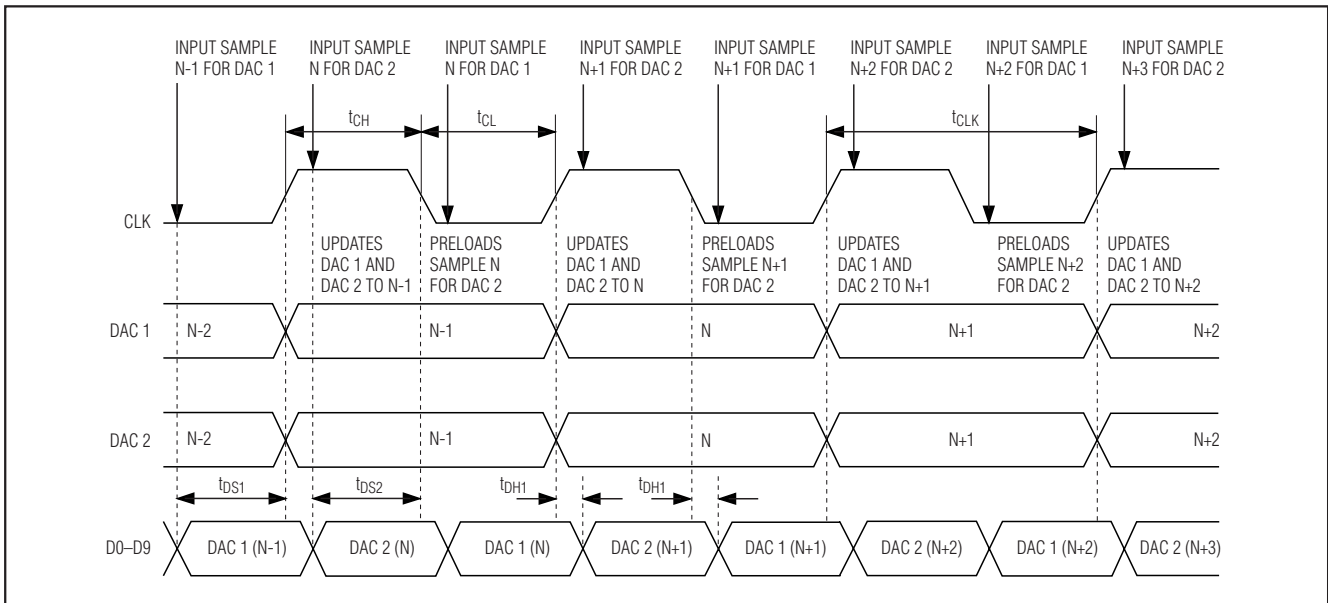 INPUT SAMPLE
N-1 FOR DAC 1
INPUT SAMPLE
N FOR DAC 2
INPUT SAMPLE
N FOR DAC 1
INPUT SAMPLE
N+1 FOR DAC 2
INPUT SAMPLE
N+1 FOR DAC 1
INPUT SAMPLE
N+2 FOR DAC 2
INPUT SAMPLE
N+2 FOR DAC 1
INPUT SAMPLE
N+3 FOR DAC 2
tCH
tCL
tCLK
CLK
UPDATES
DAC 1 AND
DAC 2 TO N-1
PRELOADS
SAMPLE N
FOR DAC 2
UPDATES
DAC 1 AND
DAC 2 TO N
PRELOADS
SAMPLE N+1
FOR DAC 2
UPDATES
DAC 1 AND
DAC 2 TO N+1
PRELOADS
SAMPLE N+2
FOR DAC 2
UPDATES
DAC 1 AND
DAC 2 TO N+2
DAC 1
N-2
N-1
N
N+1
N+2
DAC 2
N-2
N-1
N
N+1
N+2
tDS1
tDS2
tDH1
tDH1
D0–D9
DAC 1 (N-1)
DAC 2 (N)
DAC 1 (N)
DAC 2 (N+1)
DAC 1 (N+1)
DAC 2 (N+2)
DAC 1 (N+2)
DAC 2 (N+3)